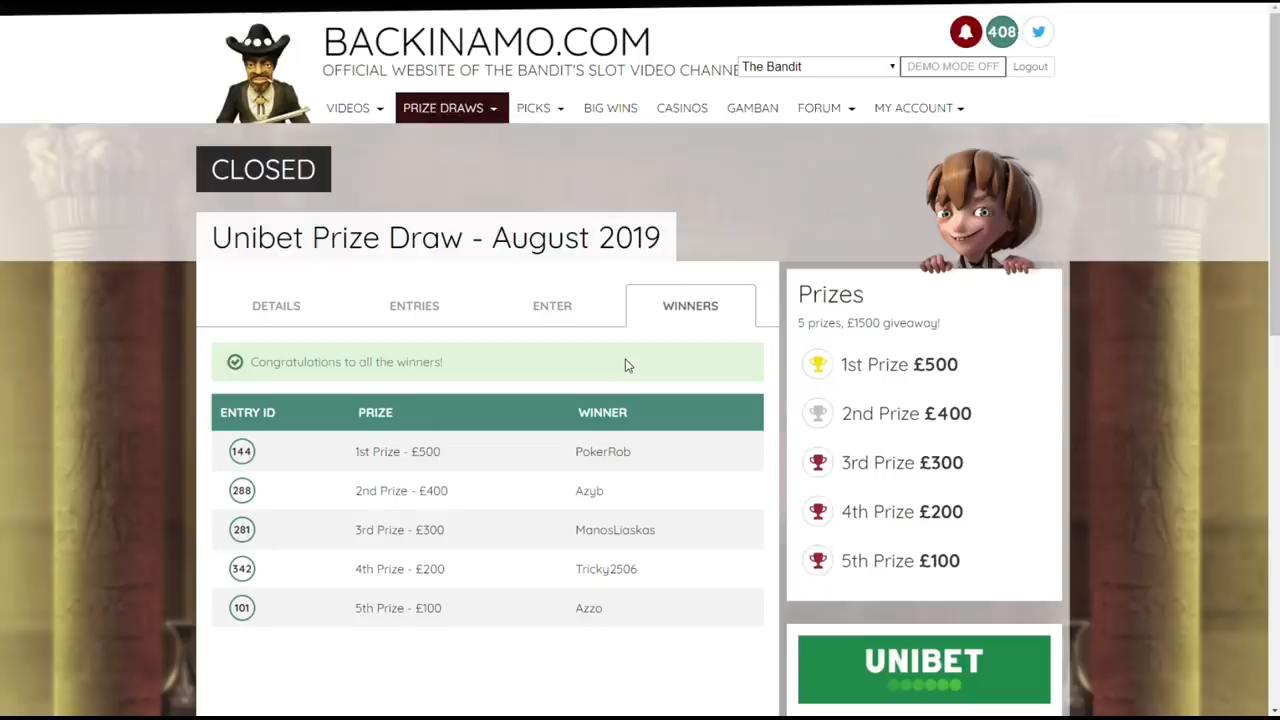 BACKINAMO.COM
OFFICIAL WEBSITE OF THE BANDIT'S SLOT VIDEO CHANNE
408
The Bandit
DEMO MODE OFF
Logout
VIDEOS
PRIZE DRAWS
PICKS
BIG WINS
CASINOS
GAMBAN
FORUM
MY ACCOUNT
CLOSED
Unibet Prize Draw - August 2019
DETAILS
ENTRIES
ENTER
WINNERS
Congratulations to all the winners!
ENTRY ID PRIZE WINNER
144 1st Prize - £500 PokerRob
288 2nd Prize - £400 Azyb
281 3rd Prize - £300 ManosLiaskas
342 4th Prize - £200 Tricky2506
101 5th Prize - £100 Azzo
Prizes
5 prizes, £1500 giveaway!
1st Prize £500
2nd Prize £400
3rd Prize £300
4th Prize £200
5th Prize £100
UNIBET